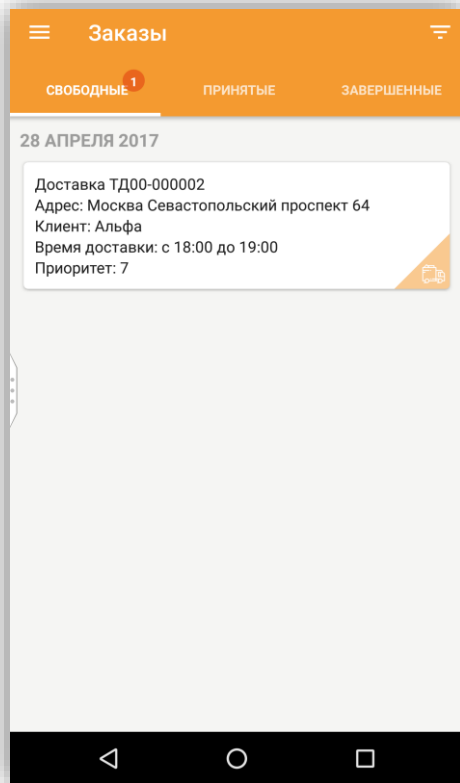 Заказы
СВОБОДНЫЕ 1 ПРИНЯТЫЕ ЗАВЕРШЕННЫЕ
28 АПРЕЛЯ 2017
Доставка ТД00-000002
Адрес: Москва Севастопольский проспект 64
Клиент: Альфа
Время доставки: с 18:00 до 19:00
Приоритет: 7